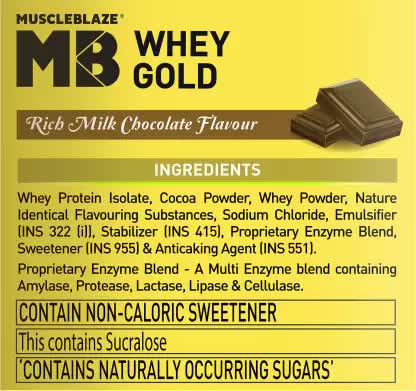 MUSCLEBLAZE®
MB WHEY
GOLD
Rich Milk Chocolate Flavour
INGREDIENTS
Whey Protein Isolate, Cocoa Powder, Whey Powder, Nature
Identical Flavouring Substances, Sodium Chloride, Emulsifier
(INS 322 (i)), Stabilizer (INS 415), Proprietary Enzyme Blend,
Sweetener (INS 955) & Anticaking Agent (INS 551).
Proprietary Enzyme Blend - A Multi Enzyme blend containing
Amylase, Protease, Lactase, Lipase & Cellulase.
CONTAIN NON-CALORIC SWEETENER
This contains Sucralose
‘CONTAINS NATURALLY OCCURRING SUGARS’